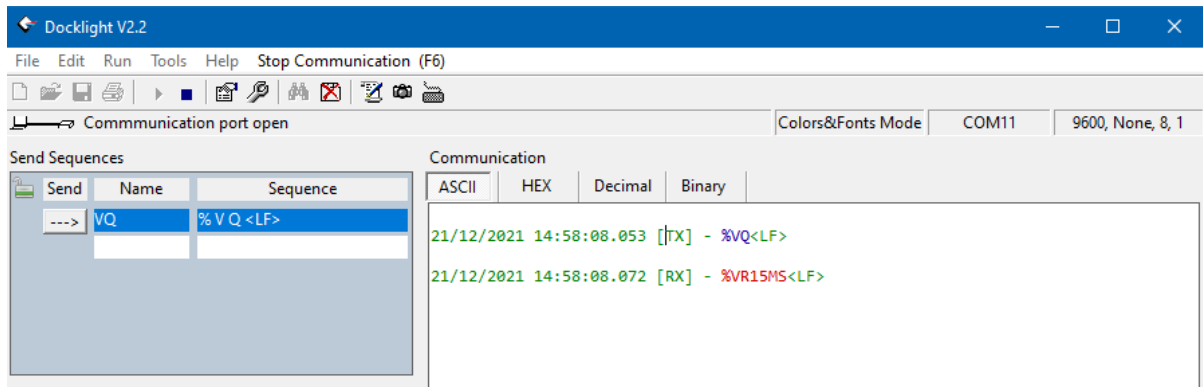 Docklight V2.2
File Edit Run Tools Help Stop Communication (F6)
Commmunication port open
Colors&Fonts Mode
COM11
9600, None, 8, 1
Send Sequences
Send Name Sequence
---> VQ % V Q <LF>
Communication
ASCII HEX Decimal Binary
21/12/2021 14:58:08.053 [TX] - %VQ<LF>
21/12/2021 14:58:08.072 [RX] - %VR15MS<LF>